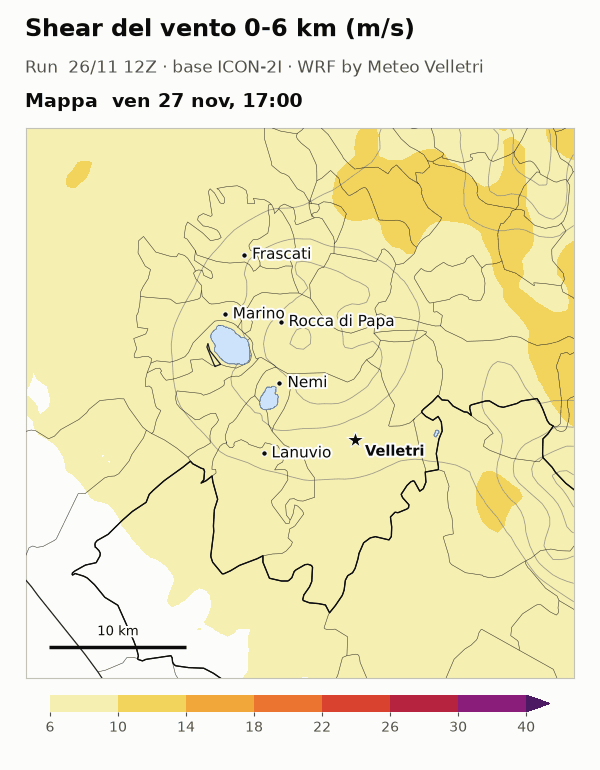 Shear del vento 0-6 km (m/s)
Run  26/11 12Z · base ICON-2I · WRF by Meteo Velletri
Mappa  ven 27 nov, 17:00
Frascati
Marino
Rocca di Papa
Nemi
Velletri
Lanuvio
10 km
6 10 14 18 22 26 30 40